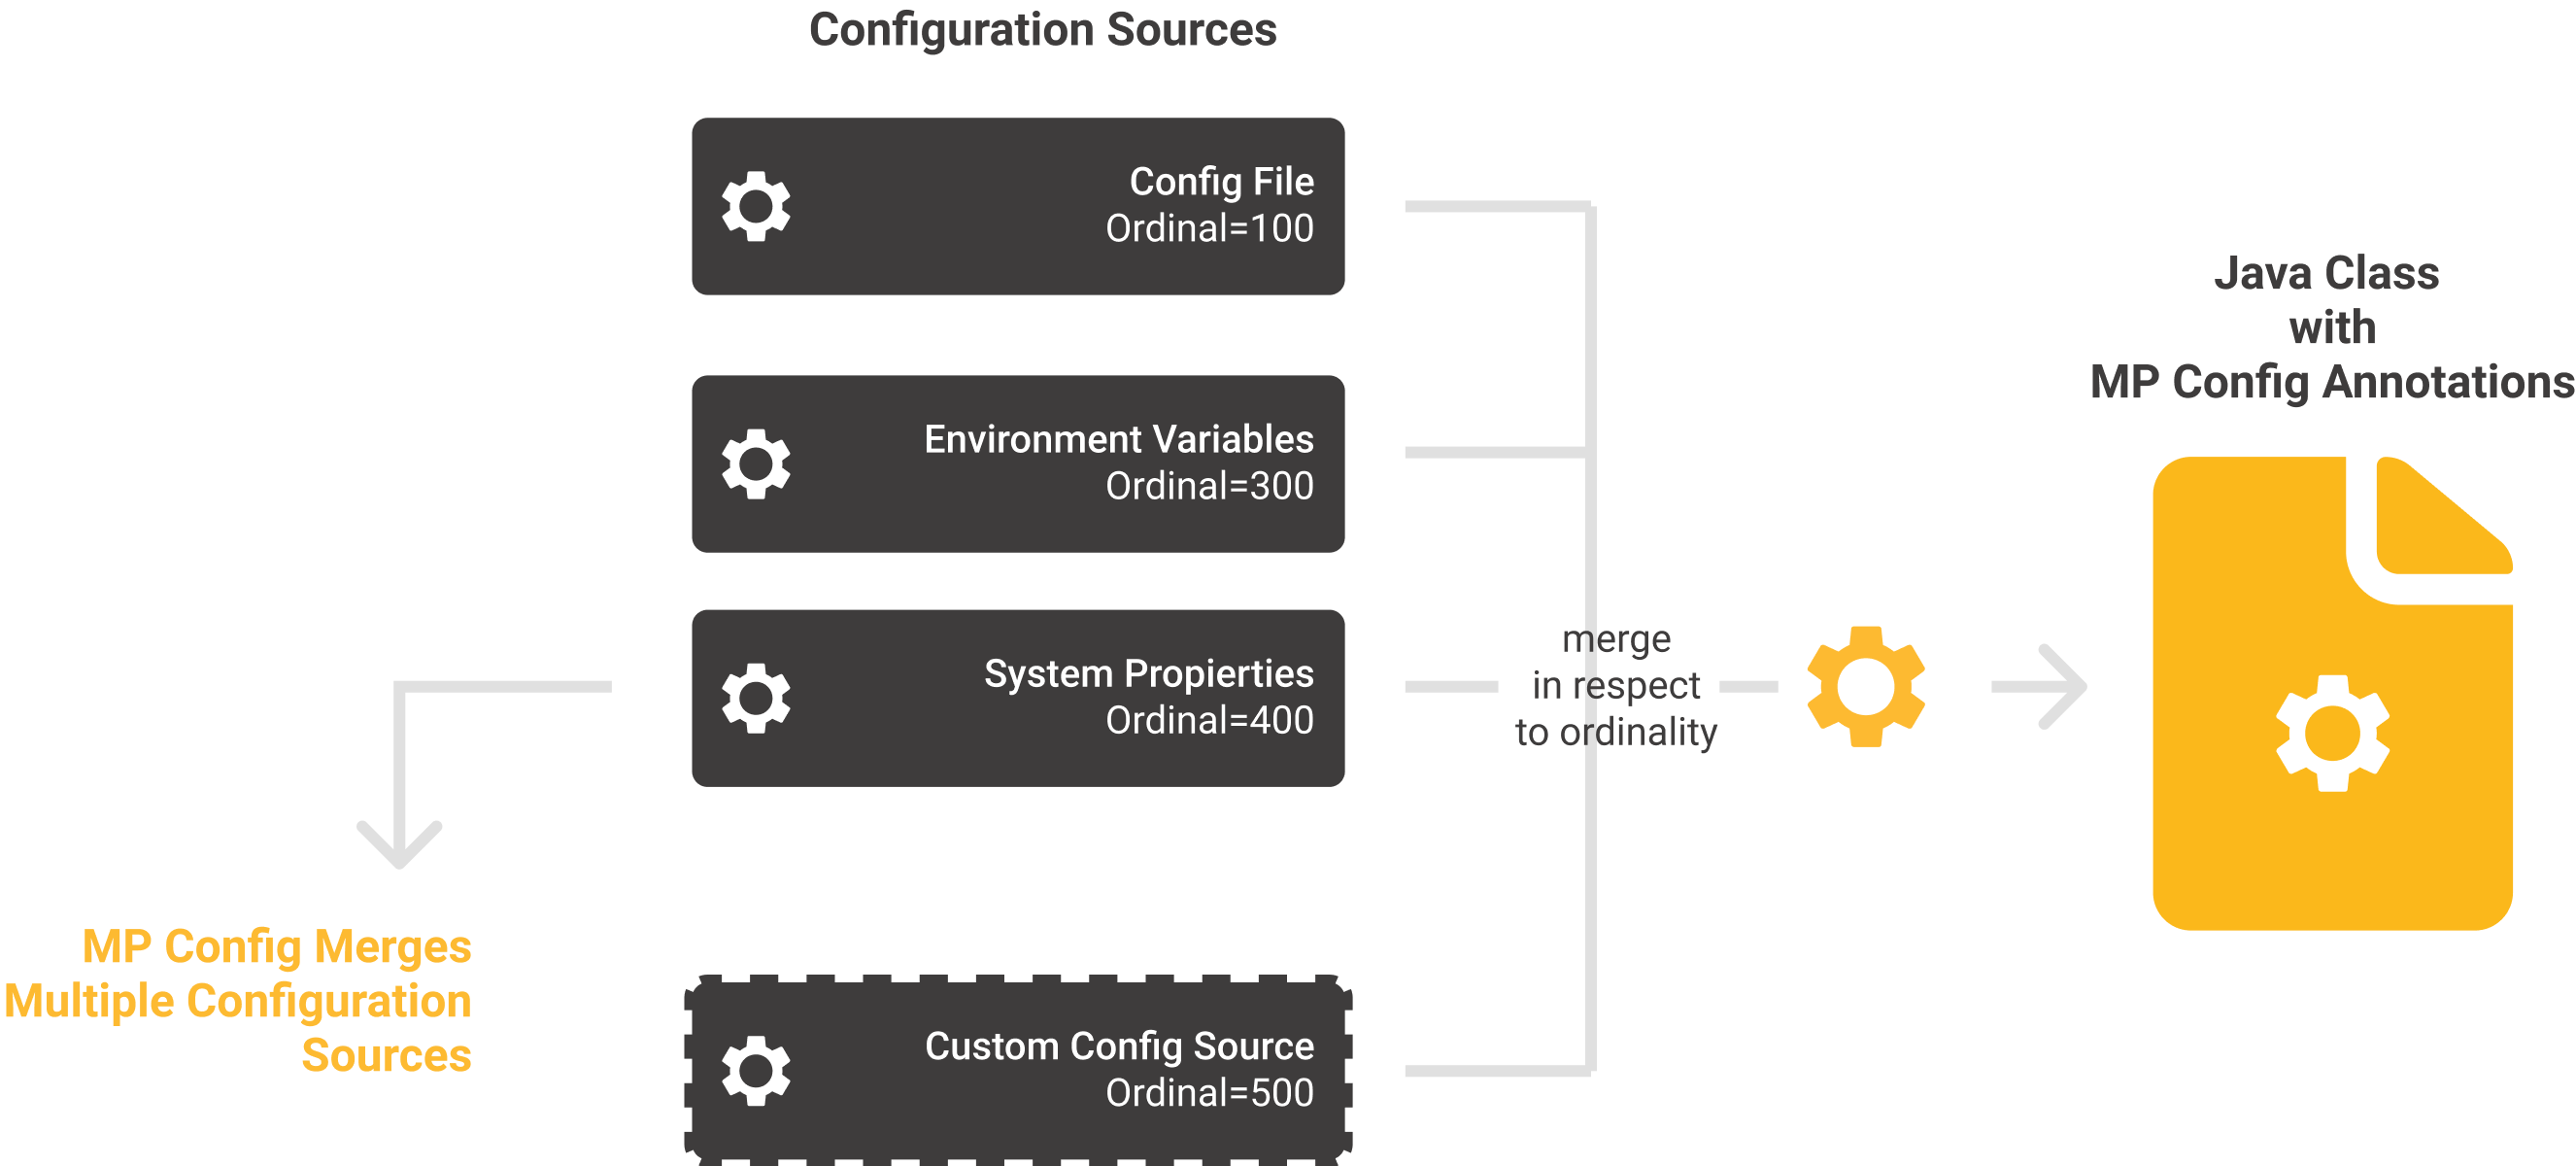 Configuration Sources
Config File
Ordinal=100
Environment Variables
Ordinal=300
System Propierties
Ordinal=400
Custom Config Source
Ordinal=500
MP Config Merges
Multiple Configuration
Sources
merge
in respect
to ordinality
Java Class
with
MP Config Annotations